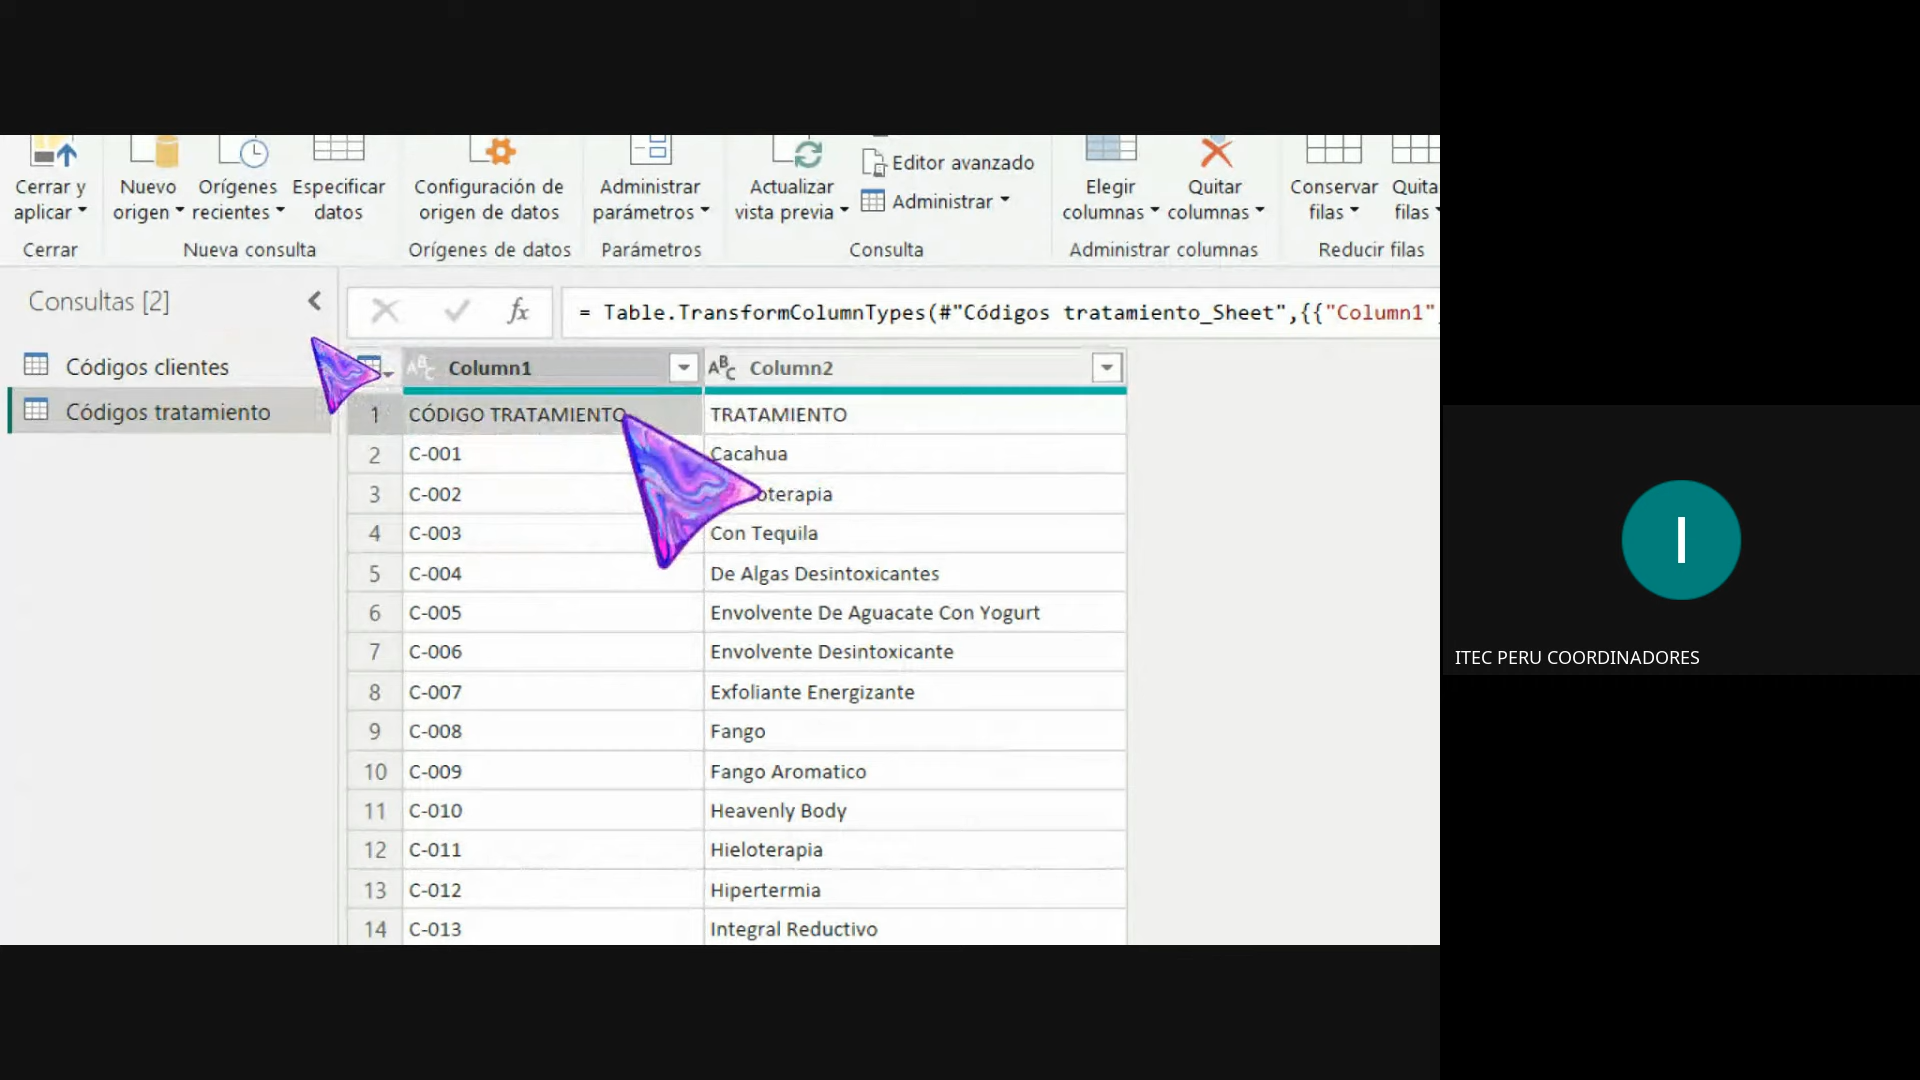 Editor avanzado
Administrar
Cerrar y
aplicar
Nuevo
origen
Orígenes
recientes
Especificar
datos
Configuración de
origen de datos
Administrar
parámetros
Actualizar
vista previa
Elegir
columnas
Quitar
columnas
Conservar
filas
Quita
filas
Cerrar
Nueva consulta
Orígenes de datos
Parámetros
Consulta
Administrar columnas
Reducir filas
Consultas [2]
fx
= Table.TransformColumnTypes(#"Códigos tratamiento_Sheet",{{"Column1"
Códigos clientes
Códigos tratamiento
ABC Column1 ABC Column2
1 CÓDIGO TRATAMIENTO TRATAMIENTO
2 C-001 Cacahua
3 C-002 oterapia
4 C-003 Con Tequila
5 C-004 De Algas Desintoxicantes
6 C-005 Envolvente De Aguacate Con Yogurt
7 C-006 Envolvente Desintoxicante
8 C-007 Exfoliante Energizante
9 C-008 Fango
10 C-009 Fango Aromatico
11 C-010 Heavenly Body
12 C-011 Hieloterapia
13 C-012 Hipertermia
14 C-013 Integral Reductivo
I
ITEC PERU COORDINADORES